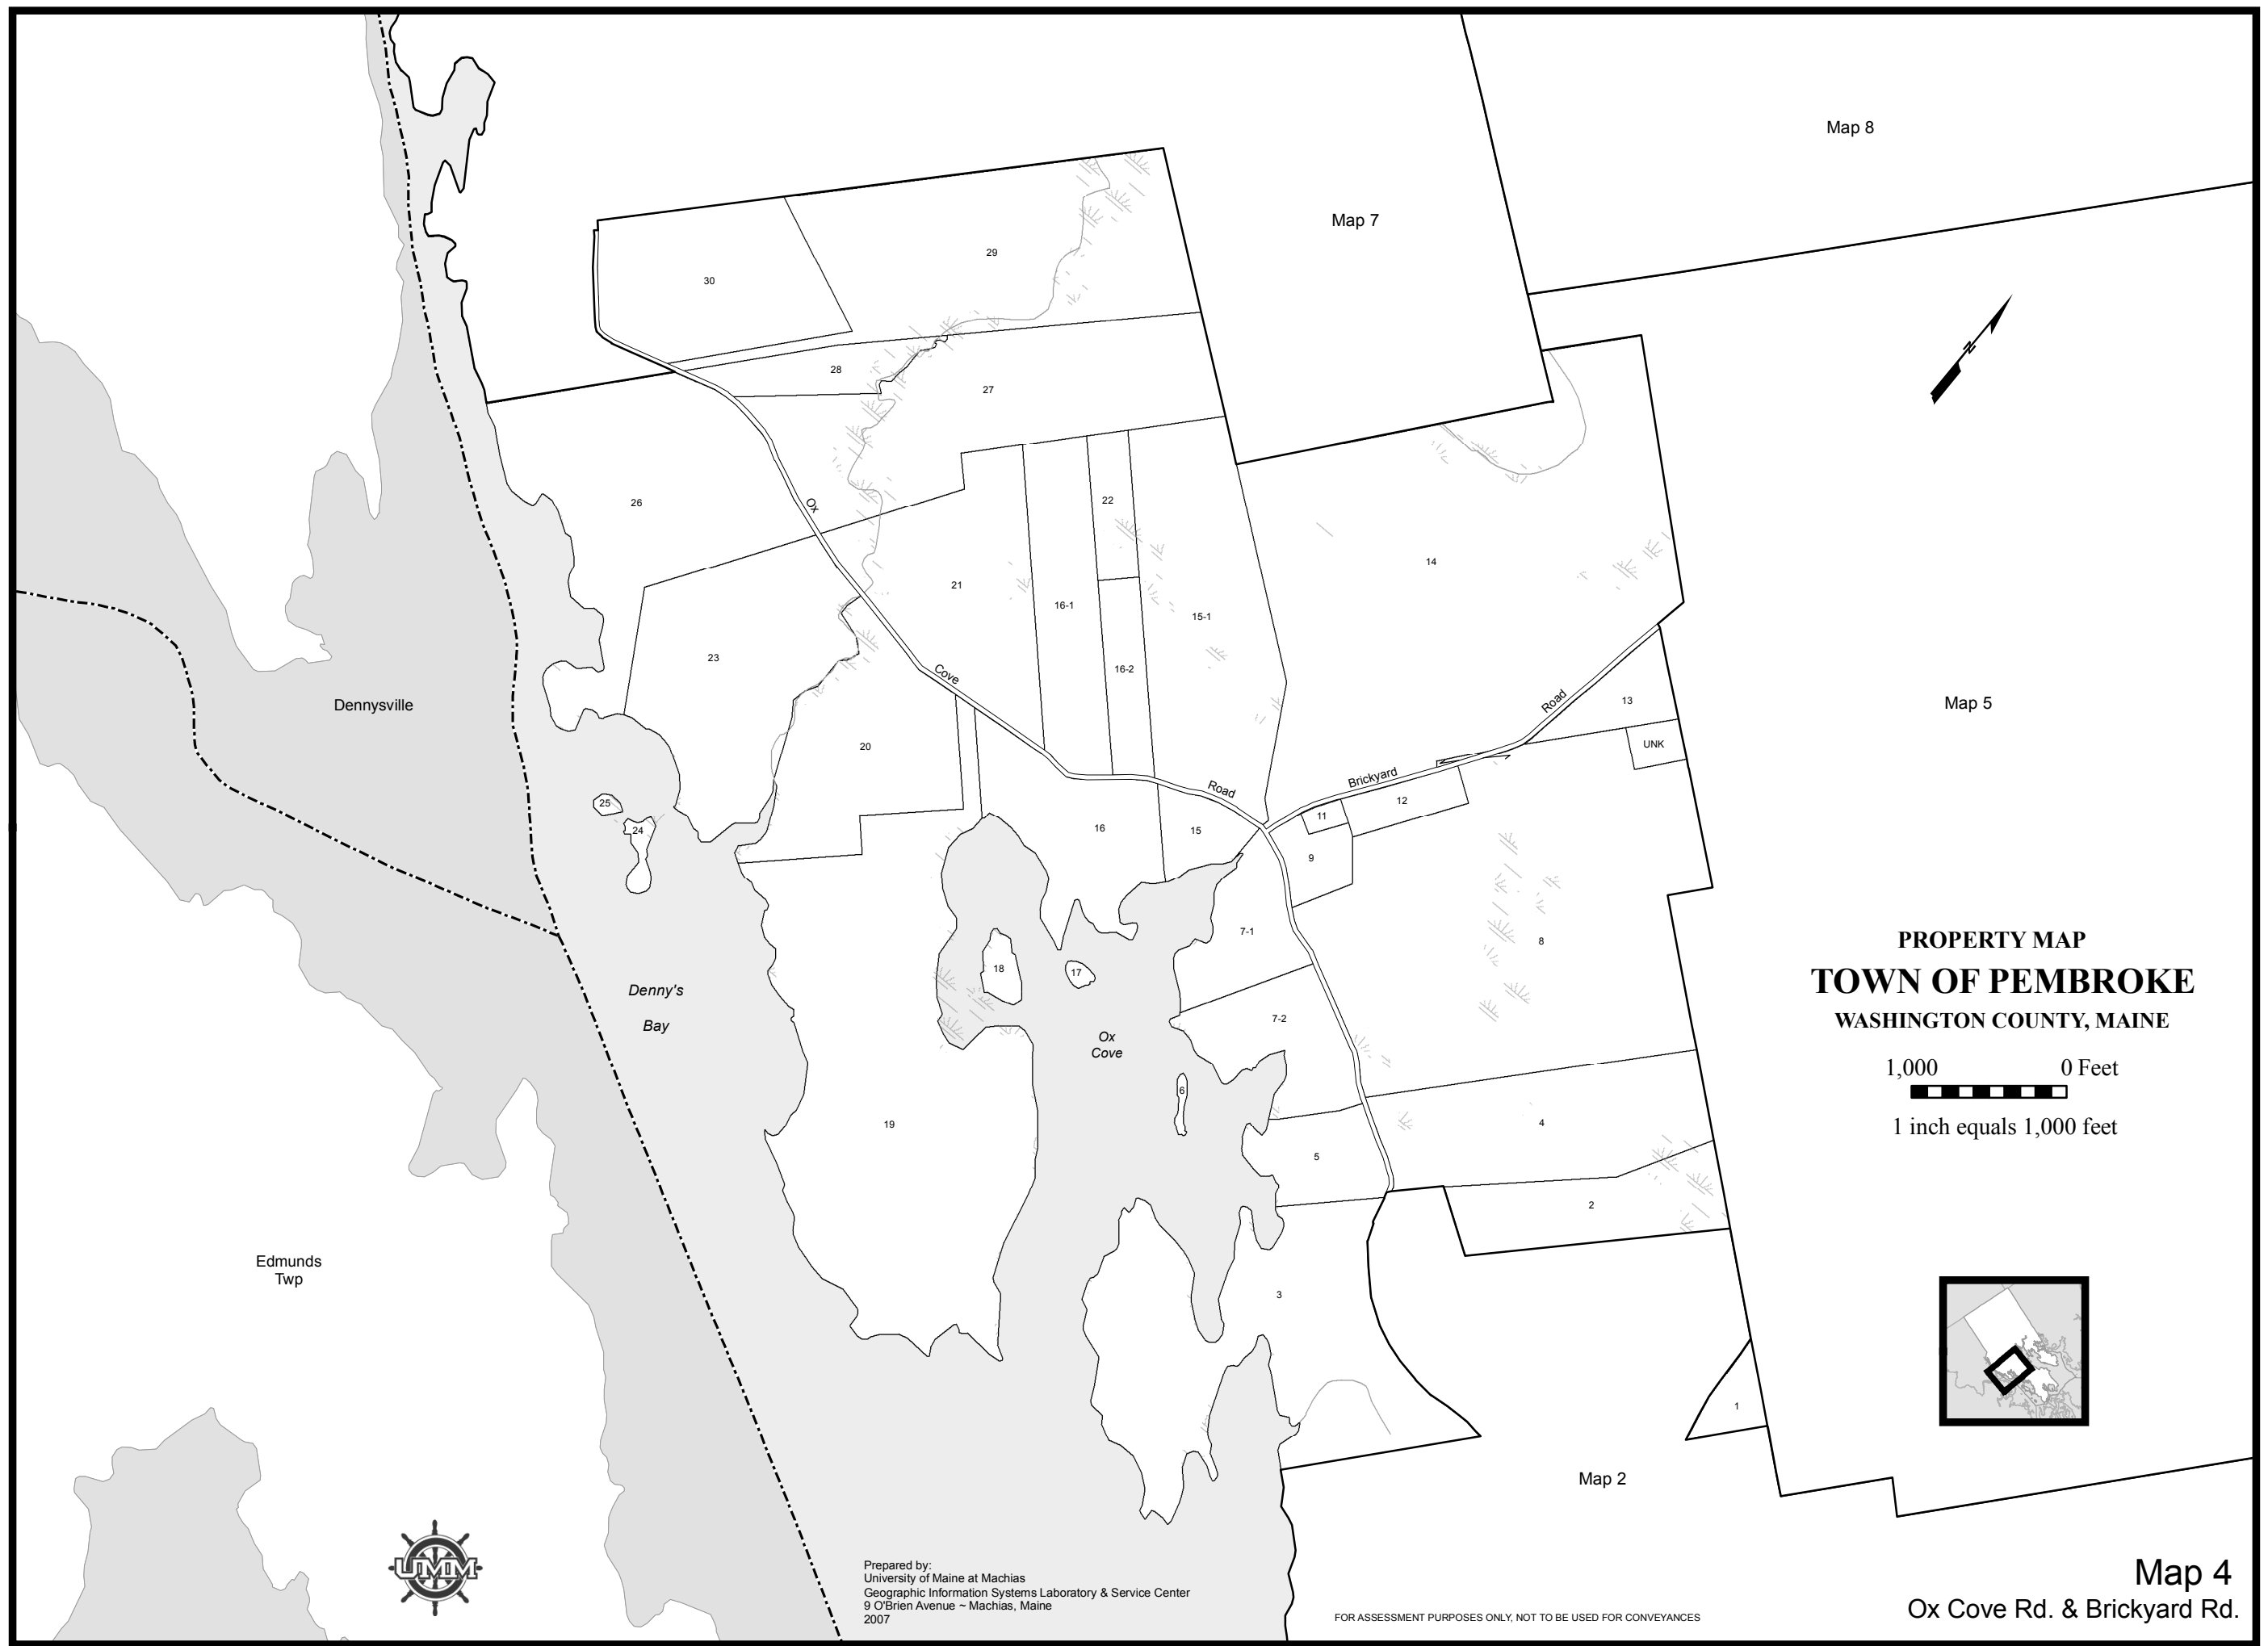 Map 8
Map 7
29
30
28
27
26
Ox
22
14
21
16-1
15-1
23
16-2
Cove
Road
13
Map 5
Dennysville
20
UNK
Brickyard
Road
12
25
24
11
16
15
9
7-1
8
18
17
PROPERTY MAP
TOWN OF PEMBROKE
WASHINGTON COUNTY, MAINE
1,000 0 Feet
1 inch equals 1,000 feet
N
Denny's
Bay
7-2
Ox
Cove
6
19
4
5
2
Edmunds
Twp
3
1
Map 2
UMM
Prepared by:
University of Maine at Machias
Geographic Information Systems Laboratory & Service Center
9 O'Brien Avenue ~ Machias, Maine
2007
FOR ASSESSMENT PURPOSES ONLY, NOT TO BE USED FOR CONVEYANCES
Map 4
Ox Cove Rd. & Brickyard Rd.